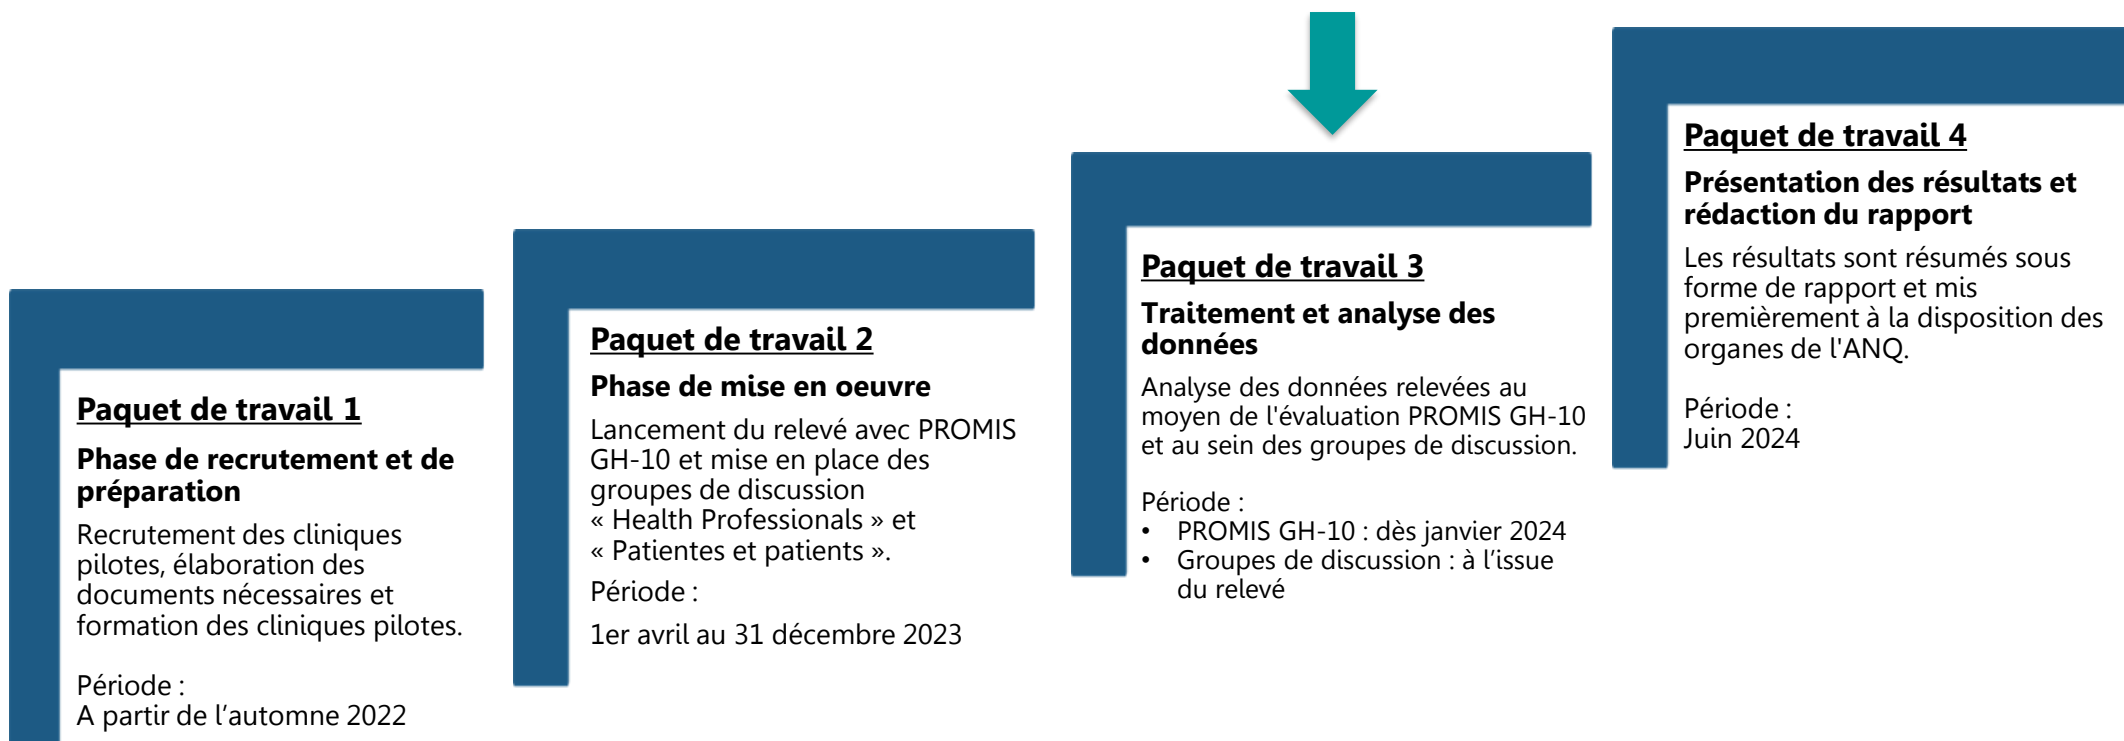 Paquet de travail 1
Phase de recrutement et de
préparation
Recrutement des cliniques
pilotes, élaboration des
documents nécessaires et
formation des cliniques pilotes.
Période :
A partir de l’automne 2022
Paquet de travail 2
Phase de mise en oeuvre
Lancement du relevé avec PROMIS
GH-10 et mise en place des
groupes de discussion
« Health Professionals » et
« Patientes et patients ».
Période :
1er avril au 31 décembre 2023
Paquet de travail 3
Traitement et analyse des
données
Analyse des données relevées au
moyen de l'évaluation PROMIS GH-10
et au sein des groupes de discussion.
Période :
• PROMIS GH-10 : dès janvier 2024
• Groupes de discussion : à l’issue
du relevé
Paquet de travail 4
Présentation des résultats et
rédaction du rapport
Les résultats sont résumés sous
forme de rapport et mis
premièrement à la disposition des
organes de l'ANQ.
Période :
Juin 2024